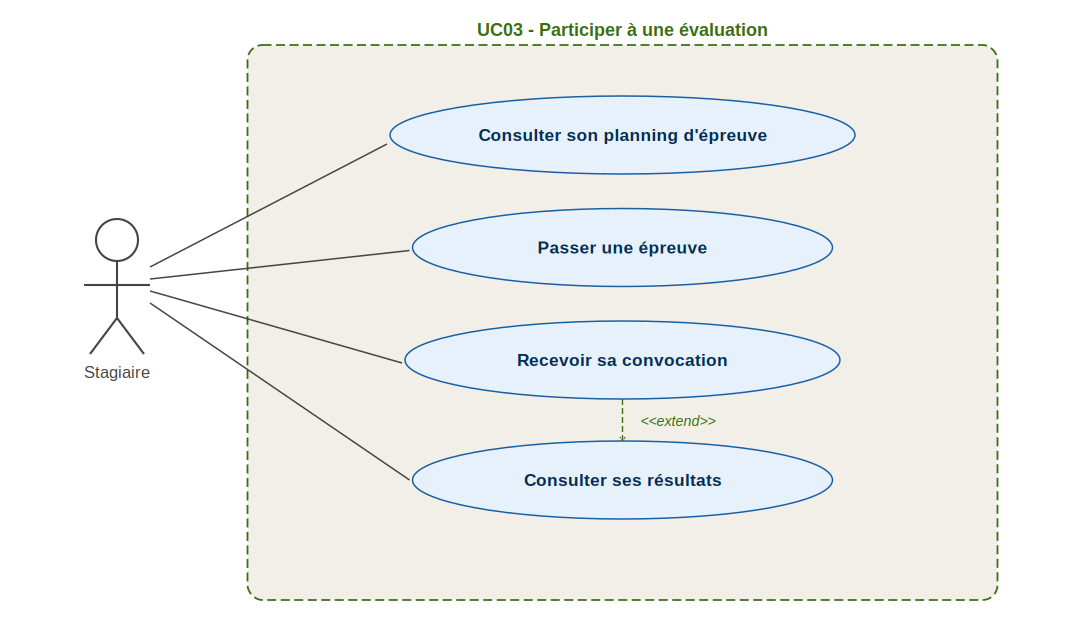 UC03 - Participer à une évaluation
Consulter son planning d'épreuve
Passer une épreuve
Recevoir sa convocation
Stagiaire
<<extend>>
Consulter ses résultats